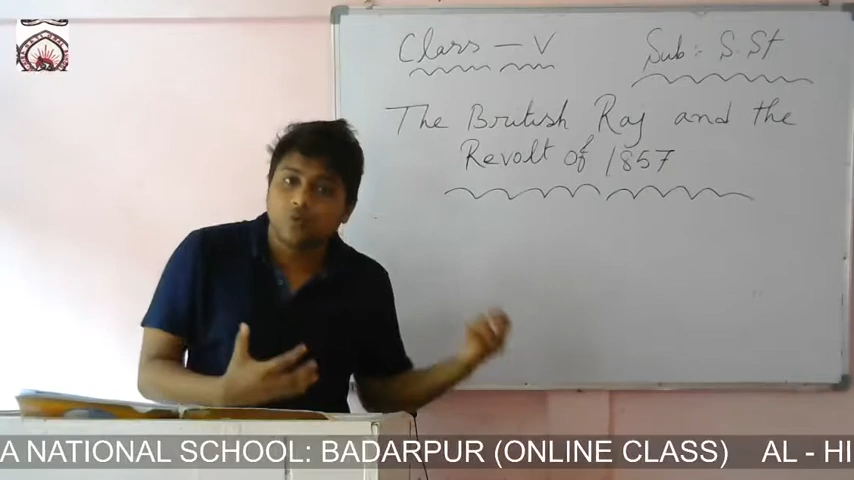 Class - V
Sub : S.St
The British Raj and the
Revolt of 1857
A NATIONAL SCHOOL: BADARPUR (ONLINE CLASS) AL - HI